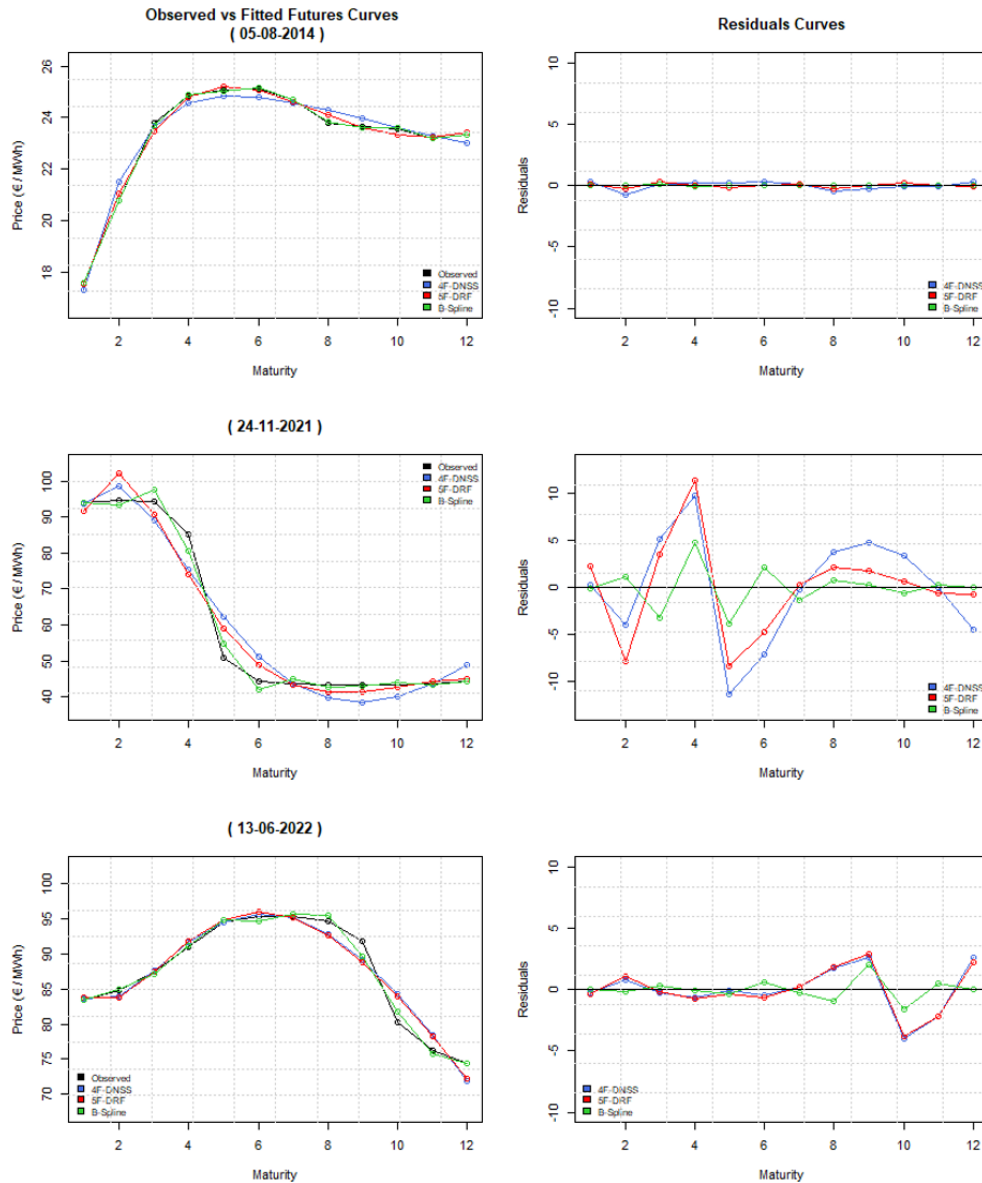 Observed vs Fitted Futures Curves
( 05-08-2014 )
Price (€ / MWh)
26
24
22
20
18
Observed
4F-DNSS
5F-DRF
B-Spline
2 4 6 8 10 12
Maturity
Residuals Curves
Residuals
10
5
0
-5
-10
4F-DNSS
5F-DRF
B-Spline
2 4 6 8 10 12
Maturity
( 24-11-2021 )
Price (€ / MWh)
100
90
80
70
60
50
40
Observed
4F-DNSS
5F-DRF
B-Spline
2 4 6 8 10 12
Maturity
Residuals
10
5
0
-5
-10
4F-DNSS
5F-DRF
B-Spline
2 4 6 8 10 12
Maturity
( 13-06-2022 )
Price (€ / MWh)
100
95
90
85
80
75
70
Observed
4F-DNSS
5F-DRF
B-Spline
2 4 6 8 10 12
Maturity
Residuals
10
5
0
-5
-10
4F-DNSS
5F-DRF
B-Spline
2 4 6 8 10 12
Maturity